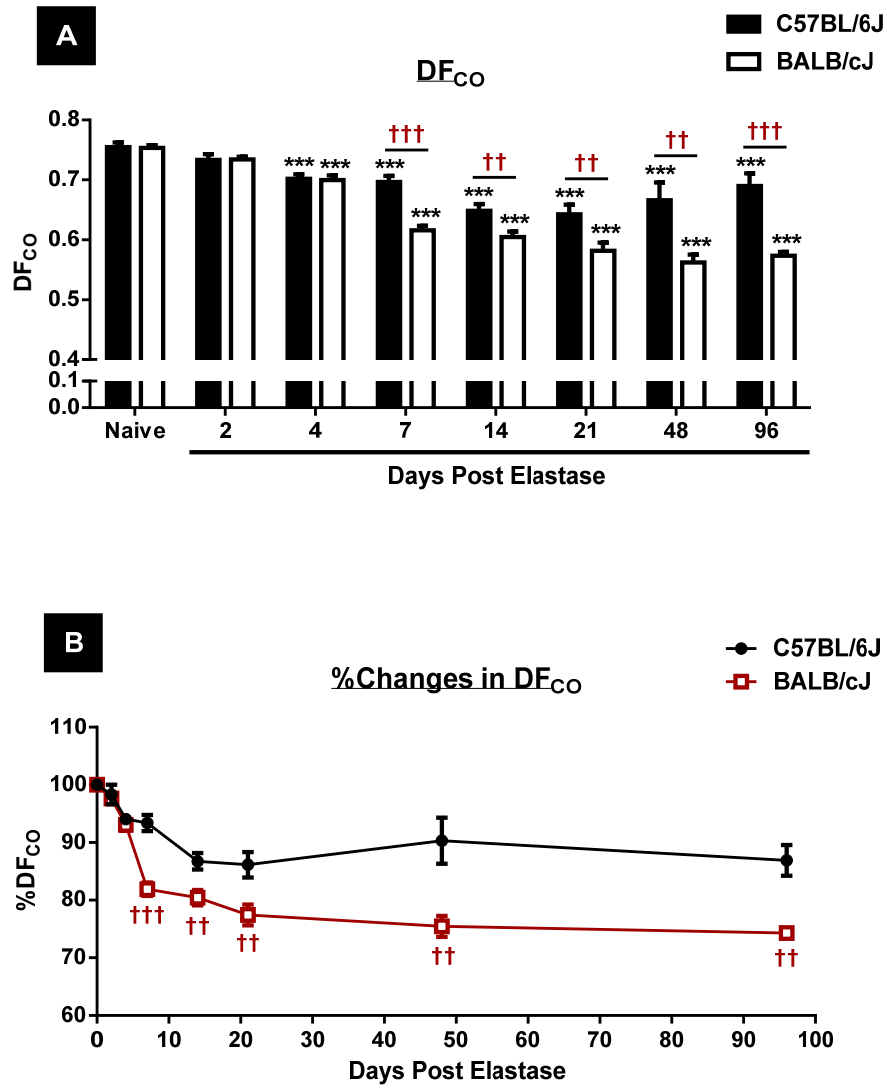 A
C57BL/6J
BALB/cJ
DFCO
††† †† †† †† †††
*** *** *** *** *** *** ***
*** *** *** *** ***
0.8
0.7
0.6
0.5
0.4
0.1
0.0
DFCO
Naive 2 4 7 14 21 48 96
Days Post Elastase
B
C57BL/6J
BALB/cJ
%Changes in DFCO
110
100
90
80
70
60
%DFCO
††† †† †† †† ††
0 10 20 30 40 50 60 70 80 90 100
Days Post Elastase